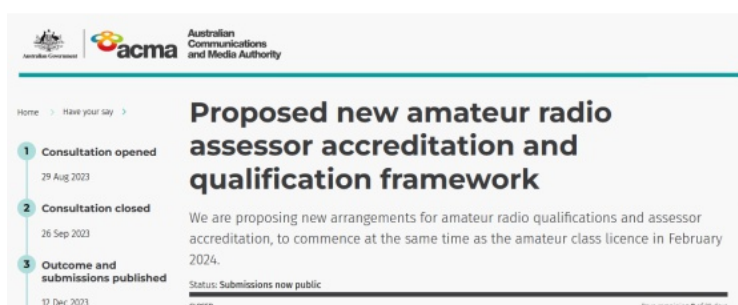 Australian Government
acma
Australian
Communications
and Media Authority
Home > Have your say >
Proposed new amateur radio
assessor accreditation and
qualification framework
We are proposing new arrangements for amateur radio qualifications and assessor
accreditation, to commence at the same time as the amateur class licence in February
2024.
Status: Submissions now public
1 Consultation opened
29 Aug 2023
2 Consultation closed
26 Sep 2023
3 Outcome and
submissions published
12 Dec 2023